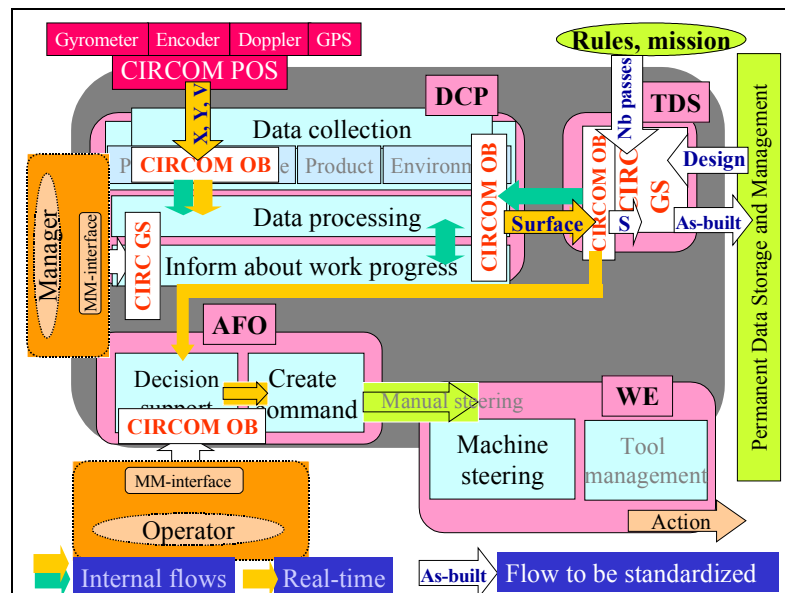 Gyrometer Encoder Doppler GPS
CIRCOM POS
Rules, mission
DCP
TDS
X, Y, V
Nb passes
Data collection
CIRCOM OB
Product
CIRCOM OB
CIRCOM OB
GS
Design
Data processing
Surface
S
As-built
Inform about work progress
CIRC GS
Manager
MM-interface
Permanent Data Storage and Management
AFO
Decision
support
Create
command
CIRCOM OB
Manual steering
WE
Machine
steering
Tool
management
MM-interface
Operator
Action
Internal flows
Real-time
As-built
Flow to be standardized